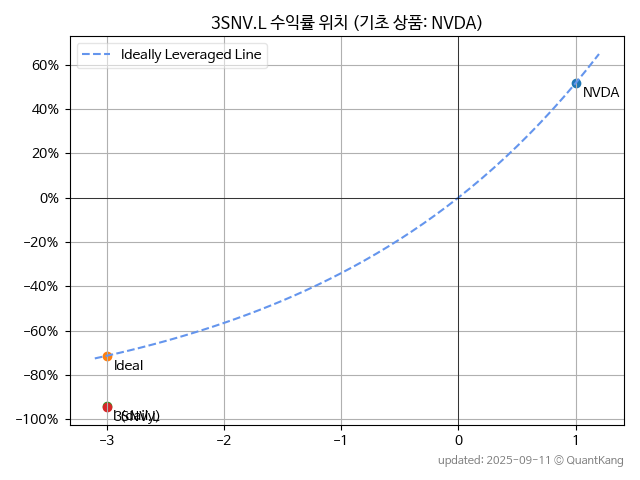 3SNV.L 수익률 위치 (기초 상품: NVDA)
Ideally Leveraged Line
60%
40%
20%
0%
−20%
−40%
−60%
−80%
−100%
NVDA
Ideal
3SNV.L
−3
−2
−1
0
1
updated: 2025-09-11 © QuantKang